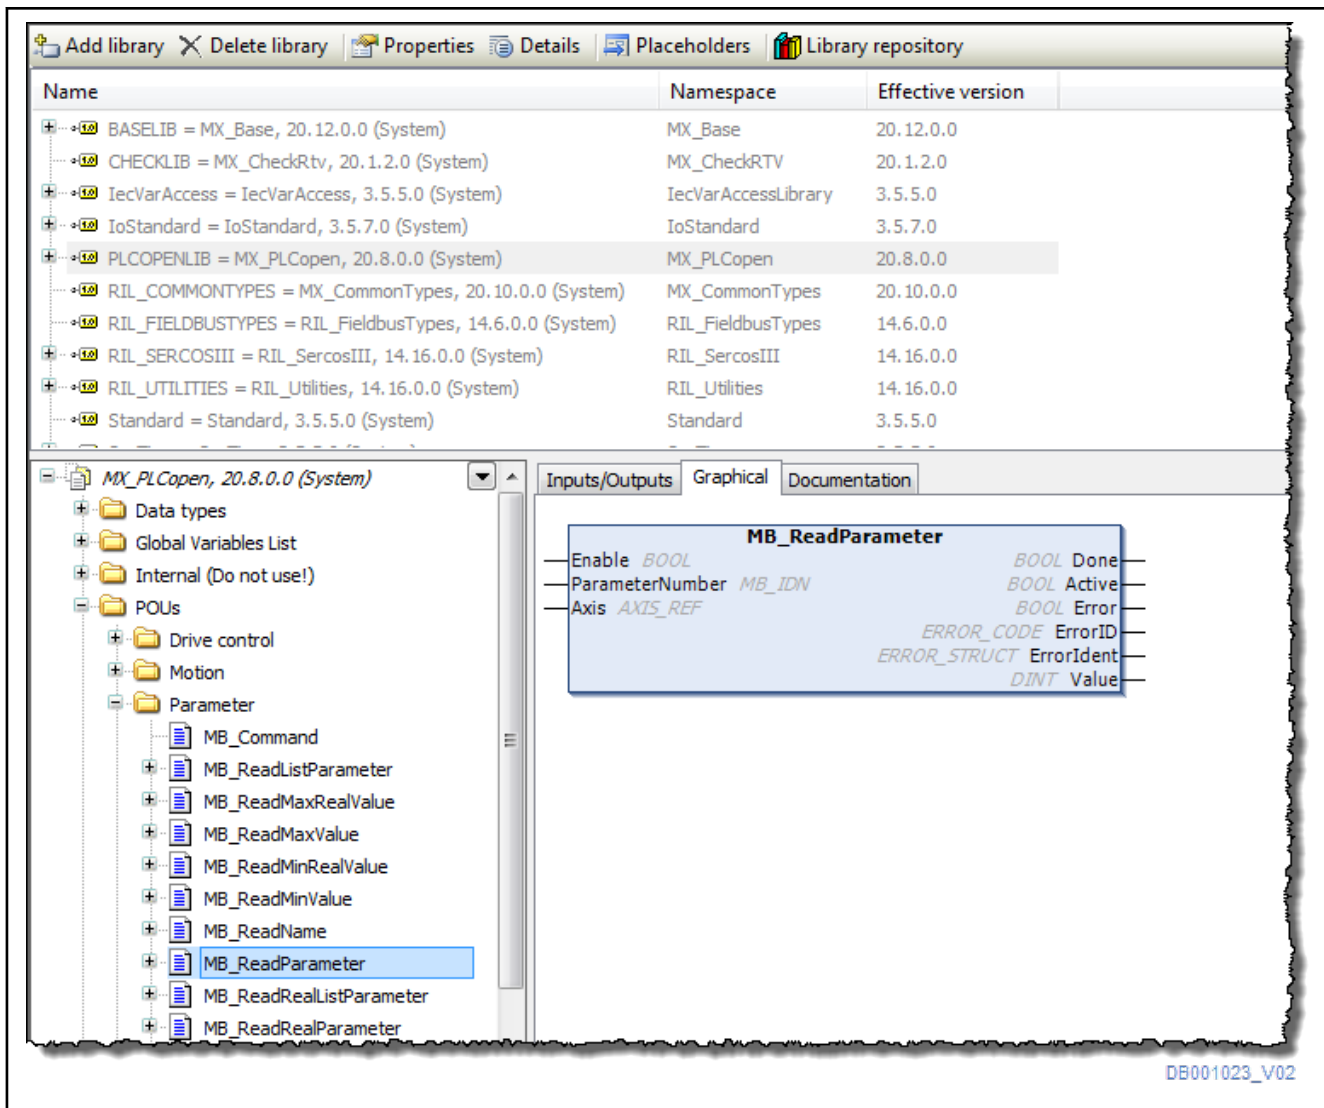 Add library Delete library Properties Details Placeholders Library repository
Name Namespace Effective version
BASELIB = MX_Base, 20.12.0.0 (System) MX_Base 20.12.0.0
CHECKLIB = MX_CheckRtv, 20.1.2.0 (System) MX_CheckRTV 20.1.2.0
IecVarAccess = IecVarAccess, 3.5.5.0 (System) IecVarAccessLibrary 3.5.5.0
IoStandard = IoStandard, 3.5.7.0 (System) IoStandard 3.5.7.0
PLCOPENLIB = MX_PLCopen, 20.8.0.0 (System) MX_PLCopen 20.8.0.0
RIL_COMMONTYPES = MX_CommonTypes, 20.10.0.0 (System) MX_CommonTypes 20.10.0.0
RIL_FIELDBUSTYPES = RIL_FieldbusTypes, 14.6.0.0 (System) RIL_FieldbusTypes 14.6.0.0
RIL_SERCOSIII = RIL_SercosIII, 14.16.0.0 (System) RIL_SercosIII 14.16.0.0
RIL_UTILITIES = RIL_Utilities, 14.16.0.0 (System) RIL_Utilities 14.16.0.0
Standard = Standard, 3.5.5.0 (System) Standard 3.5.5.0
MX_PLCopen, 20.8.0.0 (System)
Data types
Global Variables List
Internal (Do not use!)
POUs
Drive control
Motion
Parameter
MB_Command
MB_ReadListParameter
MB_ReadMaxRealValue
MB_ReadMaxValue
MB_ReadMinRealValue
MB_ReadMinValue
MB_ReadName
MB_ReadParameter
MB_ReadRealListParameter
MB_ReadRealParameter
Inputs/Outputs Graphical Documentation
MB_ReadParameter
Enable BOOL BOOL Done
ParameterNumber MB_IDN BOOL Active
Axis AXIS_REF BOOL Error
ERROR_CODE ErrorID
ERROR_STRUCT ErrorIdent
DINT Value
DB001023_V02